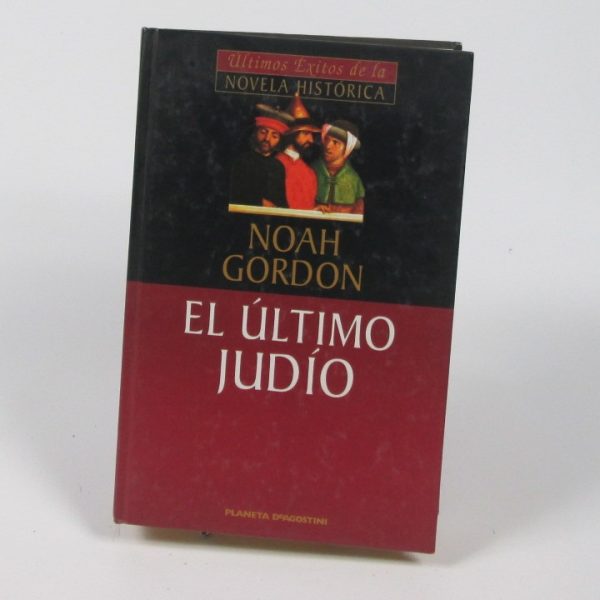 Últimos Éxitos de la
NOVELA HISTÓRICA
NOAH
GORDON
EL ÚLTIMO
JUDÍO
PLANETA DEAGOSTINI